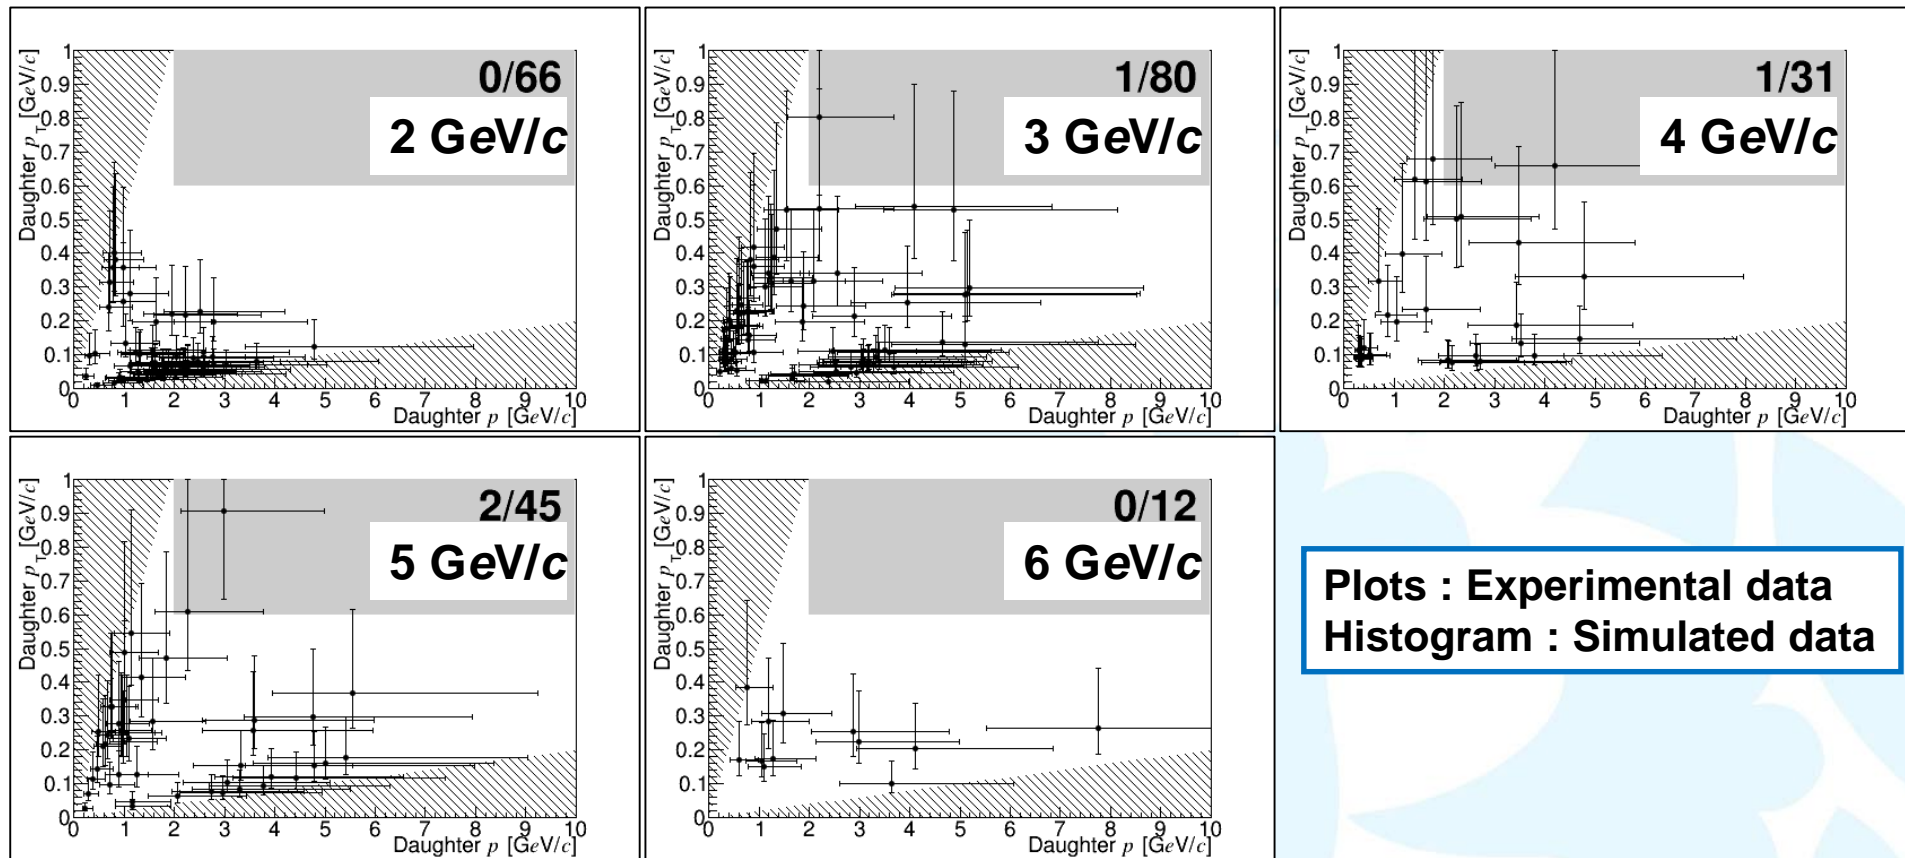 Daughter p_T [GeV/c]
1
0.9
0.8
0.7
0.6
0.5
0.4
0.3
0.2
0.1
0
0/66
2 GeV/c
0 1 2 3 4 5 6 7 8 9 10
Daughter p [GeV/c]
Daughter p_T [GeV/c]
1
0.9
0.8
0.7
0.6
0.5
0.4
0.3
0.2
0.1
0
1/80
3 GeV/c
0 1 2 3 4 5 6 7 8 9 10
Daughter p [GeV/c]
Daughter p_T [GeV/c]
1
0.9
0.8
0.7
0.6
0.5
0.4
0.3
0.2
0.1
0
1/31
4 GeV/c
0 1 2 3 4 5 6 7 8 9 10
Daughter p [GeV/c]
Daughter p_T [GeV/c]
1
0.9
0.8
0.7
0.6
0.5
0.4
0.3
0.2
0.1
0
2/45
5 GeV/c
0 1 2 3 4 5 6 7 8 9 10
Daughter p [GeV/c]
Daughter p_T [GeV/c]
1
0.9
0.8
0.7
0.6
0.5
0.4
0.3
0.2
0.1
0
0/12
6 GeV/c
0 1 2 3 4 5 6 7 8 9 10
Daughter p [GeV/c]
Plots : Experimental data
Histogram : Simulated data